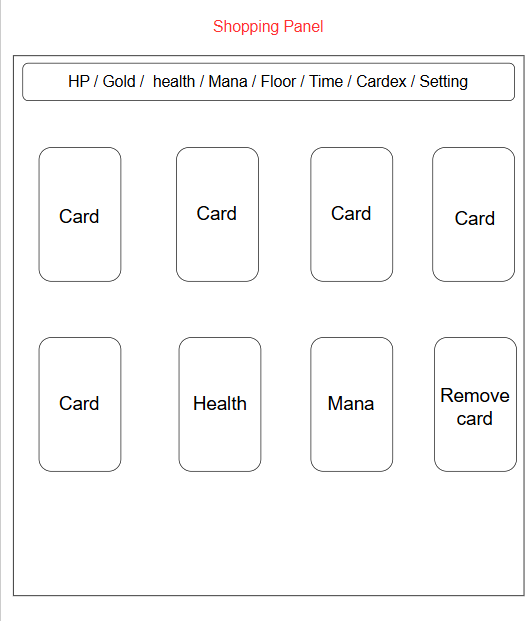 Shopping Panel
HP / Gold /  health / Mana / Floor / Time / Cardex / Setting
Card
Card
Card
Card
Card
Health
Mana
Remove
card